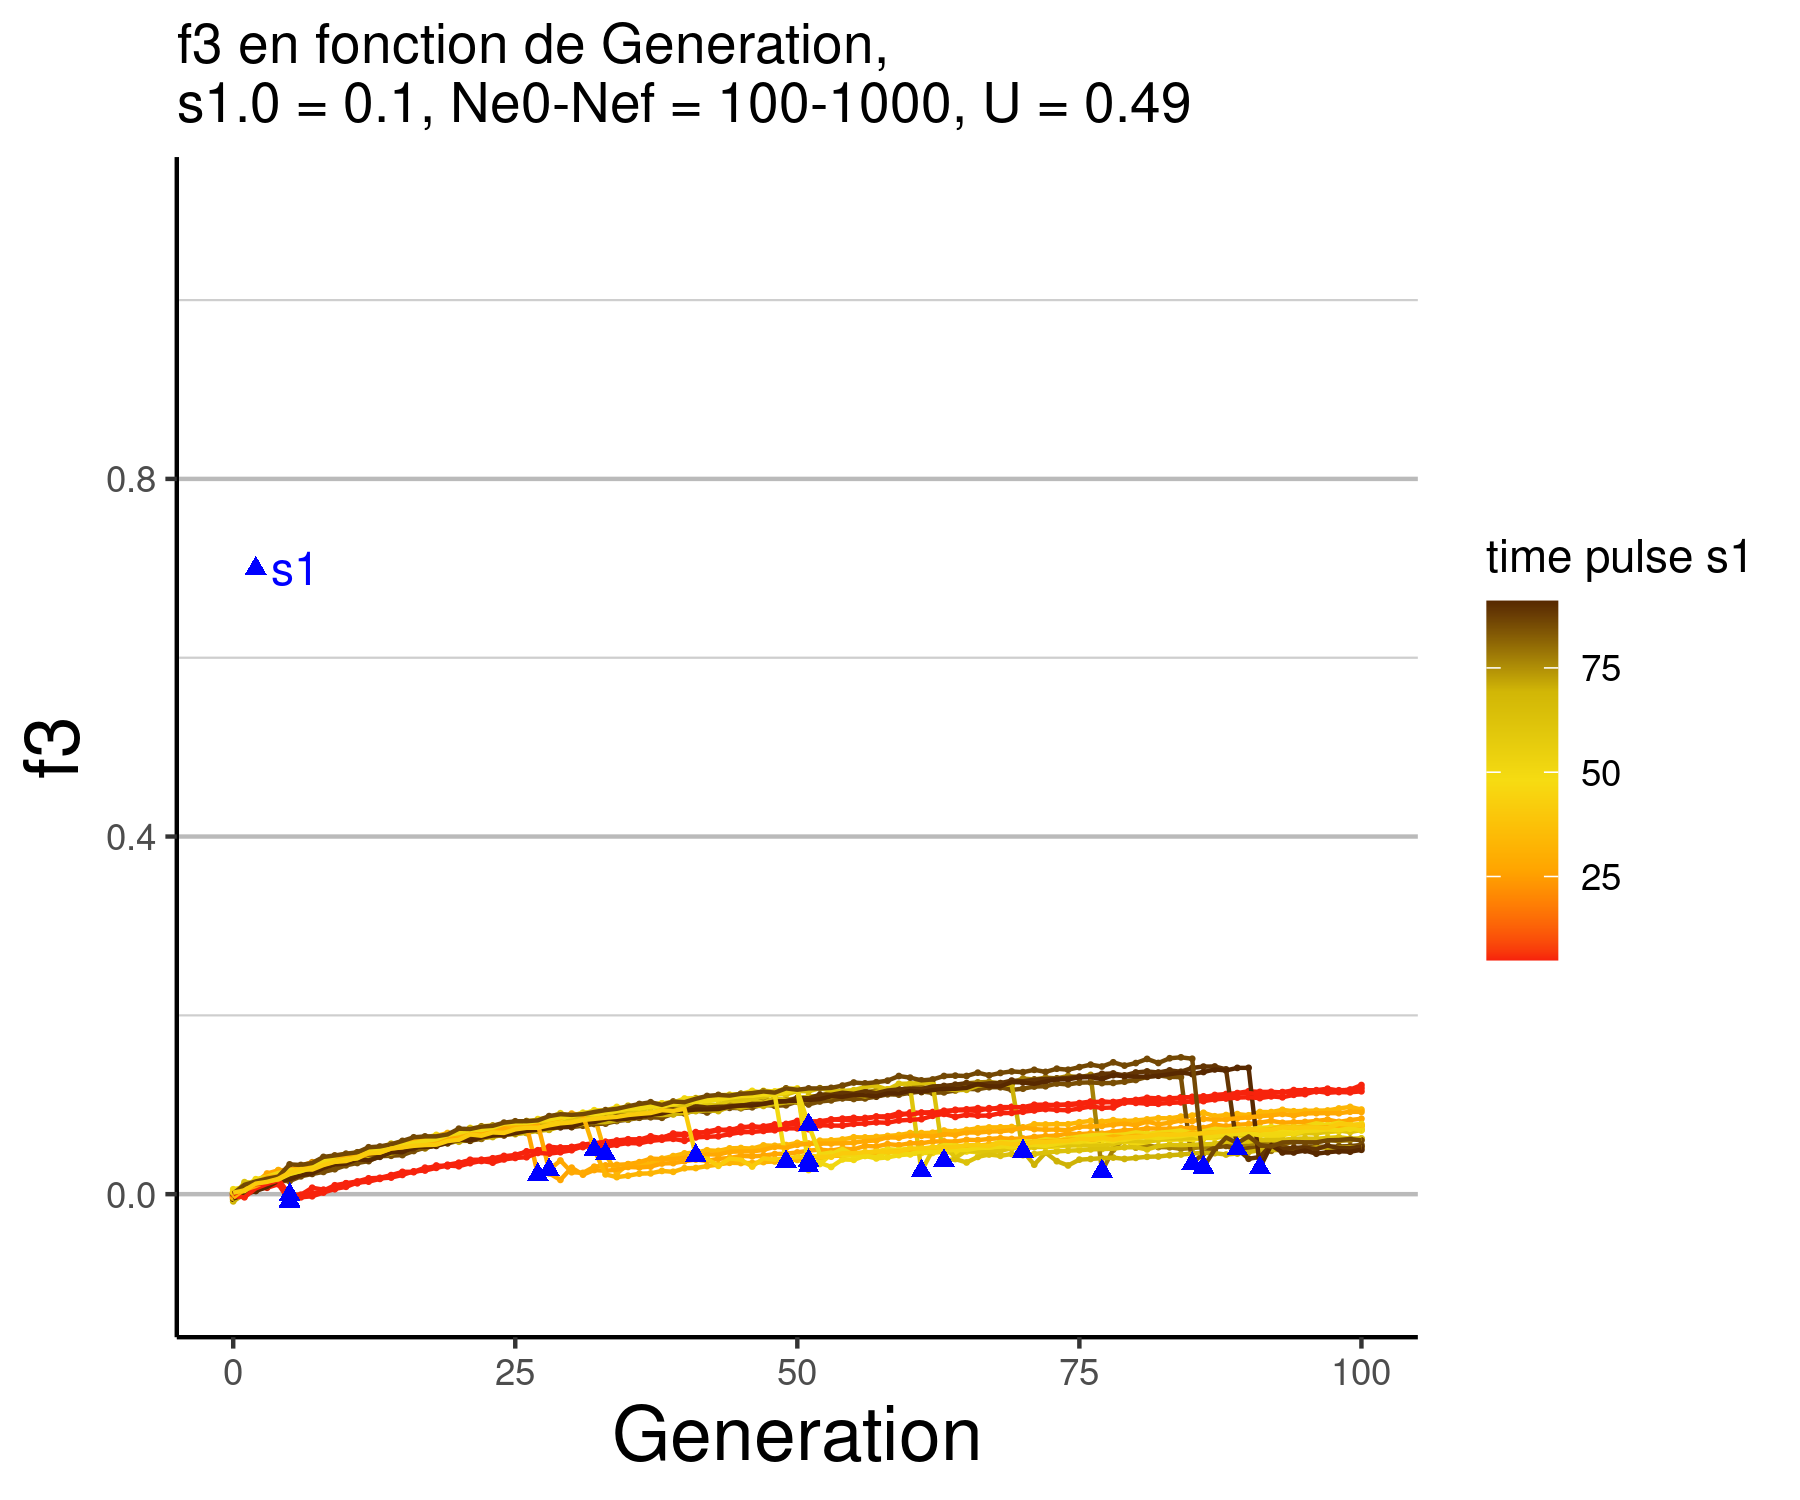 f3 en fonction de Generation,
s1.0 = 0.1, Ne0-Nef = 100-1000, U = 0.49
0.8
s1
0.4
0.0
f3
0 25 50 75 100
Generation
time pulse s1
75
50
25